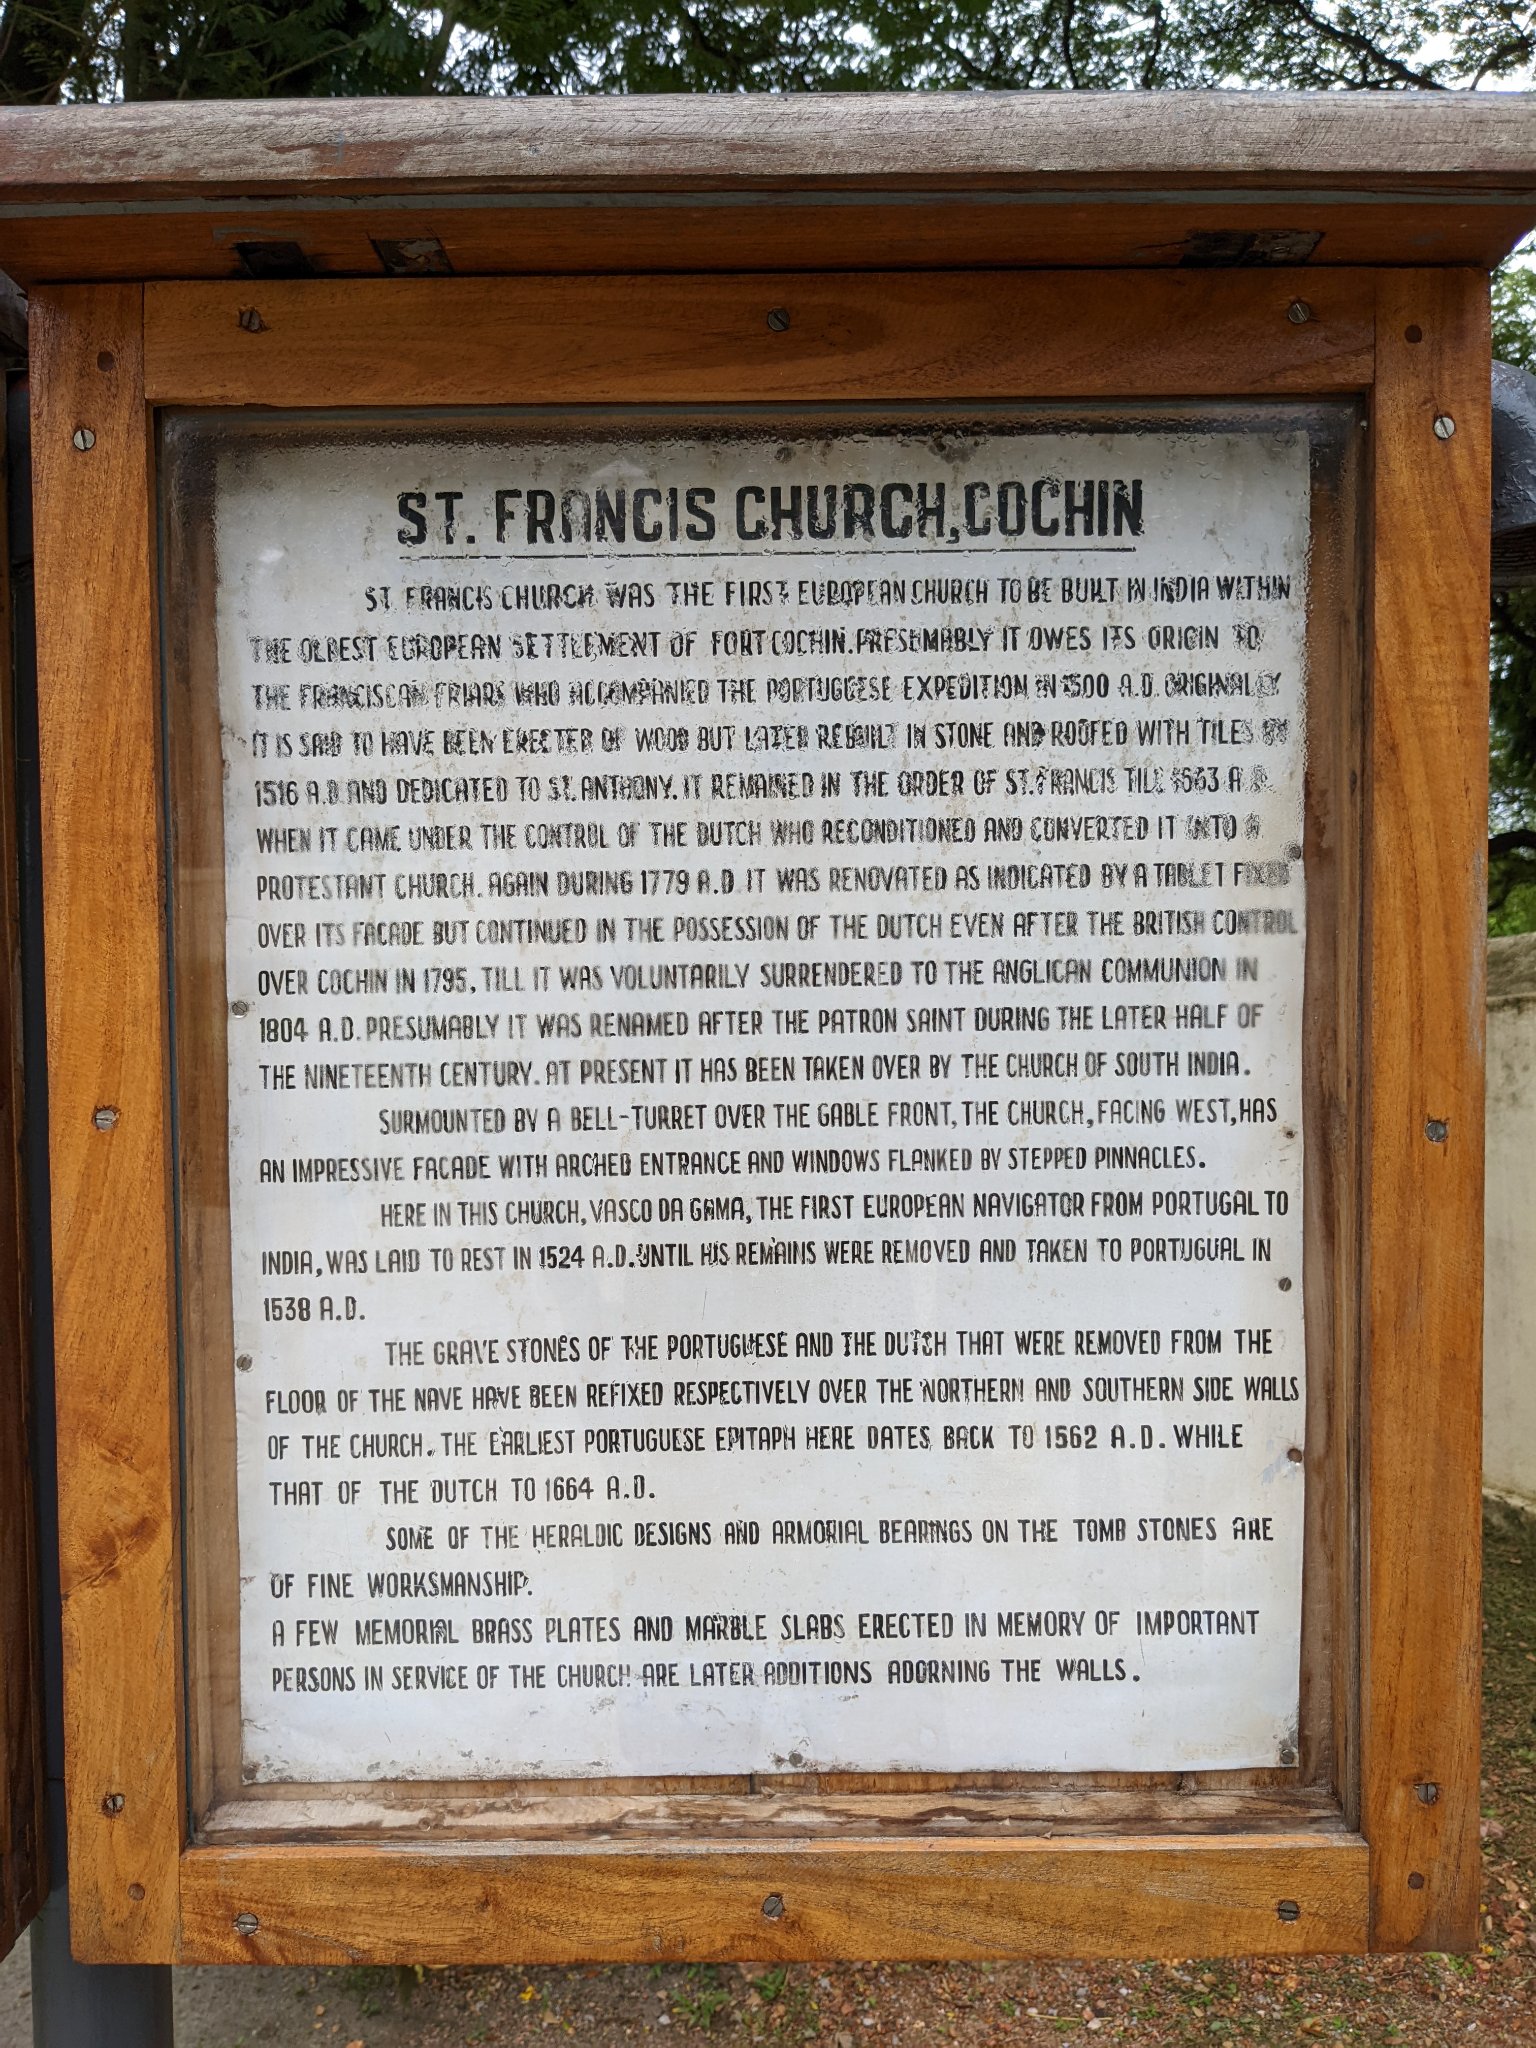 ST. FRANCIS CHURCH, COCHIN
ST. FRANCIS CHURCH WAS THE FIRST EUROPEAN CHURCH TO BE BUILT IN INDIA WITHIN
THE OLDEST EUROPEAN SETTLEMENT OF FORT COCHIN. PRESUMABLY IT OWES ITS ORIGIN TO
THE FRANCISCAN FRIARS WHO ACCOMPANIED THE PORTUGUESE EXPEDITION IN 1500 A.D. ORIGINALLY
IT IS SAID TO HAVE BEEN ERECTED OF WOOD BUT LATER REBUILT IN STONE AND ROOFED WITH TILES BY
1516 A.D. AND DEDICATED TO ST. ANTHONY. IT REMAINED IN THE ORDER OF ST. FRANCIS TILL 1663 A.D.
WHEN IT CAME UNDER THE CONTROL OF THE DUTCH WHO RECONDITIONED AND CONVERTED IT INTO A
PROTESTANT CHURCH. AGAIN DURING 1779 A.D. IT WAS RENOVATED AS INDICATED BY A TABLET FIXED
OVER ITS FACADE BUT CONTINUED IN THE POSSESSION OF THE DUTCH EVEN AFTER THE BRITISH CONTROL
OVER COCHIN IN 1795, TILL IT WAS VOLUNTARILY SURRENDERED TO THE ANGLICAN COMMUNION IN
1804 A.D. PRESUMABLY IT WAS RENAMED AFTER THE PATRON SAINT DURING THE LATER HALF OF
THE NINETEENTH CENTURY. AT PRESENT IT HAS BEEN TAKEN OVER BY THE CHURCH OF SOUTH INDIA.
SURMOUNTED BY A BELL-TURRET OVER THE GABLE FRONT, THE CHURCH, FACING WEST, HAS
AN IMPRESSIVE FACADE WITH ARCHED ENTRANCE AND WINDOWS FLANKED BY STEPPED PINNACLES.
HERE IN THIS CHURCH, VASCO DA GAMA, THE FIRST EUROPEAN NAVIGATOR FROM PORTUGAL TO
INDIA, WAS LAID TO REST IN 1524 A.D. UNTIL HIS REMAINS WERE REMOVED AND TAKEN TO PORTUGUAL IN
1538 A.D.
THE GRAVE STONES OF THE PORTUGUESE AND THE DUTCH THAT WERE REMOVED FROM THE
FLOOR OF THE NAVE HAVE BEEN REFIXED RESPECTIVELY OVER THE NORTHERN AND SOUTHERN SIDE WALLS
OF THE CHURCH. THE EARLIEST PORTUGUESE EPITAPH HERE DATES BACK TO 1562 A.D. WHILE
THAT OF THE DUTCH TO 1664 A.D.
SOME OF THE HERALDIC DESIGNS AND ARMORIAL BEARINGS ON THE TOMB STONES ARE
OF FINE WORKSMANSHIP.
A FEW MEMORIAL BRASS PLATES AND MARBLE SLABS ERECTED IN MEMORY OF IMPORTANT
PERSONS IN SERVICE OF THE CHURCH ARE LATER ADDITIONS ADORNING THE WALLS.